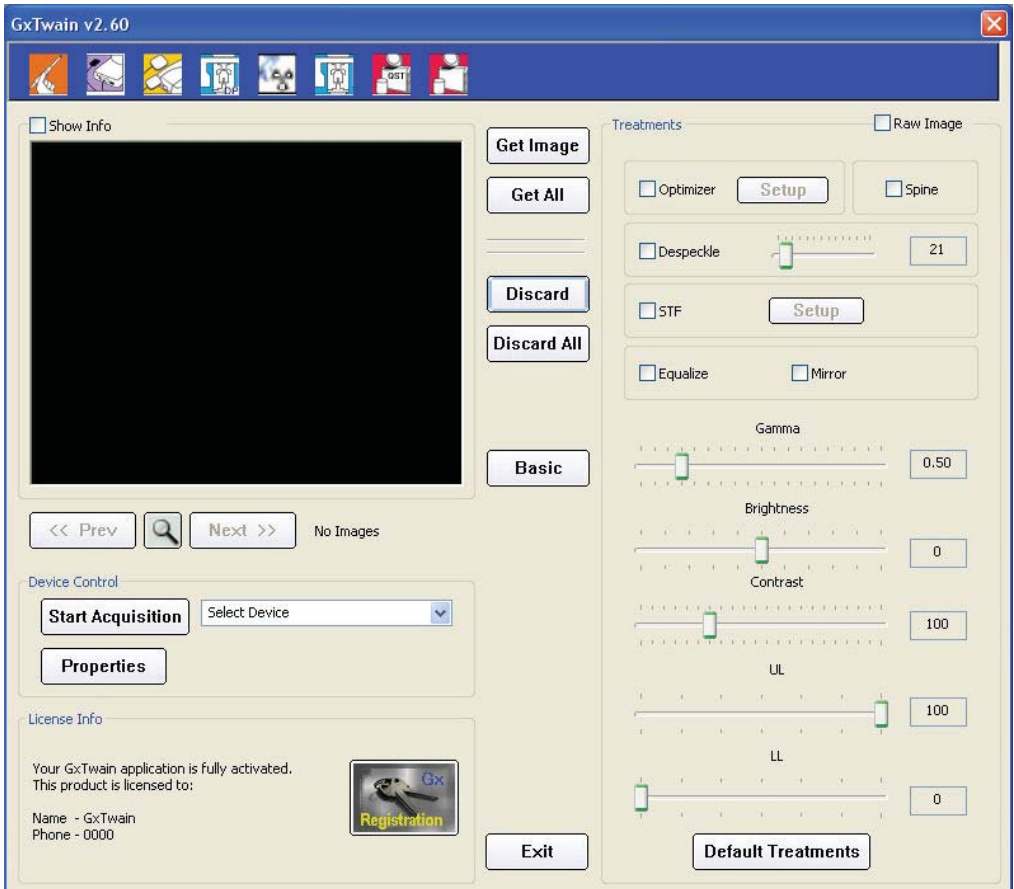 GxTwain v2.60
DP
QST
Show Info
Get Image
Get All
Discard
Discard All
Basic
<< Prev
Next >>
No Images
Device Control
Start Acquisition
Select Device
Properties
License Info
Your GxTwain application is fully activated.
This product is licensed to:
Name - GxTwain
Phone - 0000
Gx
Registration
Exit
Treatments
Raw Image
Optimizer
Setup
Spine
Despeckle
21
STF
Setup
Equalize
Mirror
Gamma
0.50
Brightness
0
Contrast
100
UL
100
LL
0
Default Treatments